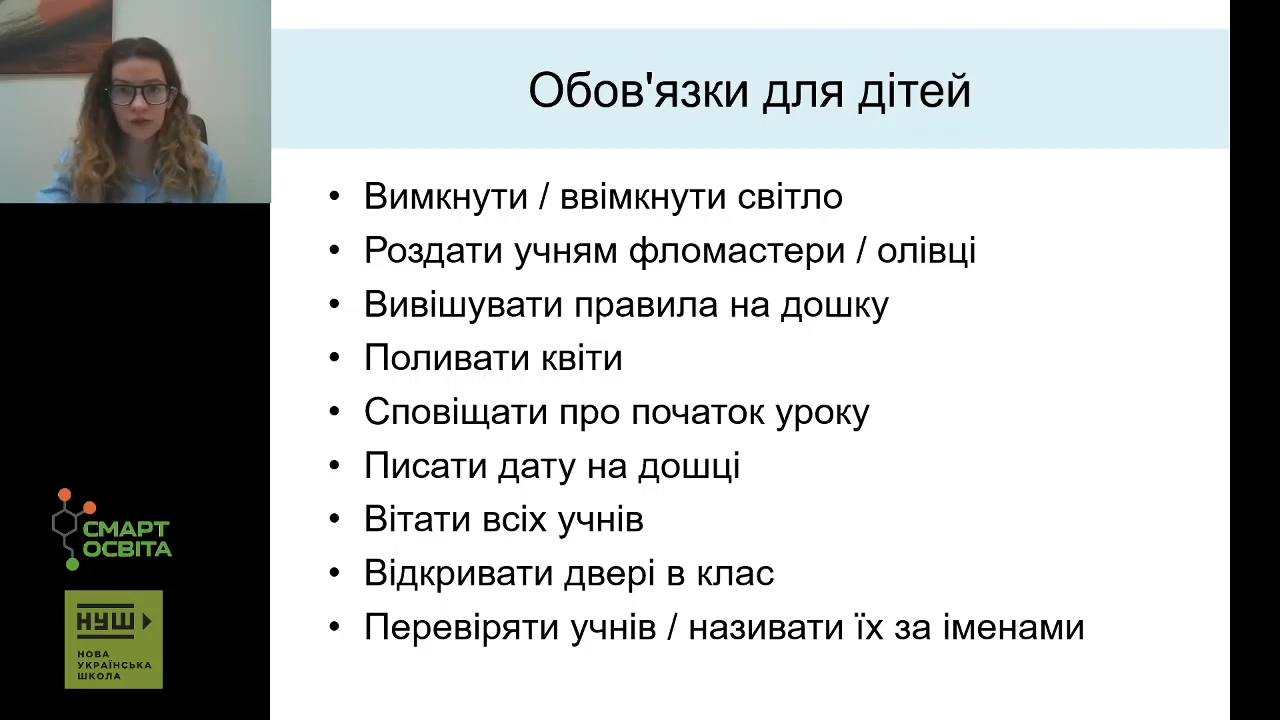 Обов'язки для дітей
• Вимкнути / ввімкнути світло
• Роздати учням фломастери / олівці
• Вивішувати правила на дошку
• Поливати квіти
• Сповіщати про початок уроку
• Писати дату на дошці
• Вітати всіх учнів
• Відкривати двері в клас
• Перевіряти учнів / називати їх за іменами
СМАРТ
ОСВІТА
НУШ
НОВА
УКРАЇНСЬКА
ШКОЛА